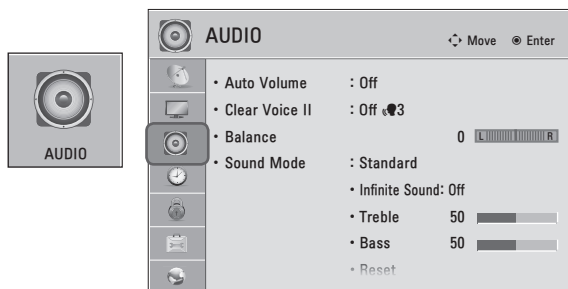 AUDIO
AUDIO
Move Enter
• Auto Volume : Off
• Clear Voice II : Off 3
• Balance 0 L R
• Sound Mode : Standard
• Infinite Sound: Off
• Treble 50
• Bass 50
• Reset